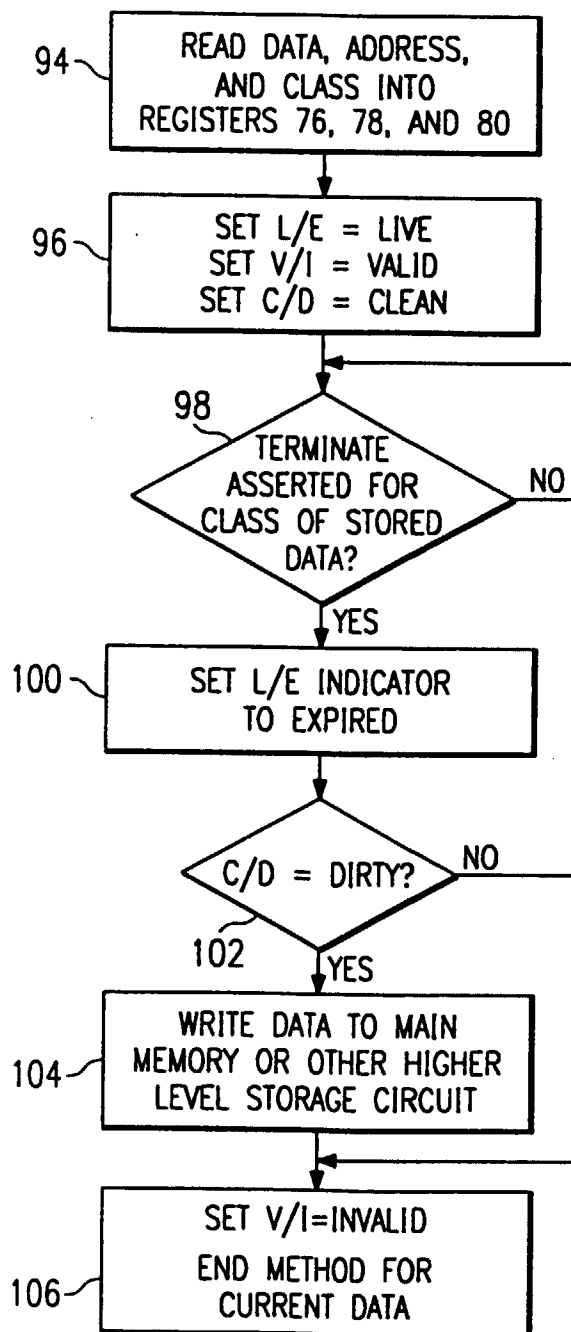 94
READ DATA, ADDRESS,
AND CLASS INTO
REGISTERS 76, 78, AND 80
96
SET L/E = LIVE
SET V/I = VALID
SET C/D = CLEAN
98
TERMINATE
ASSERTED FOR
CLASS OF STORED
DATA?
NO
YES
100
SET L/E INDICATOR
TO EXPIRED
C/D = DIRTY?
NO
102
YES
104
WRITE DATA TO MAIN
MEMORY OR OTHER HIGHER
LEVEL STORAGE CIRCUIT
106
SET V/I=INVALID
END METHOD FOR
CURRENT DATA